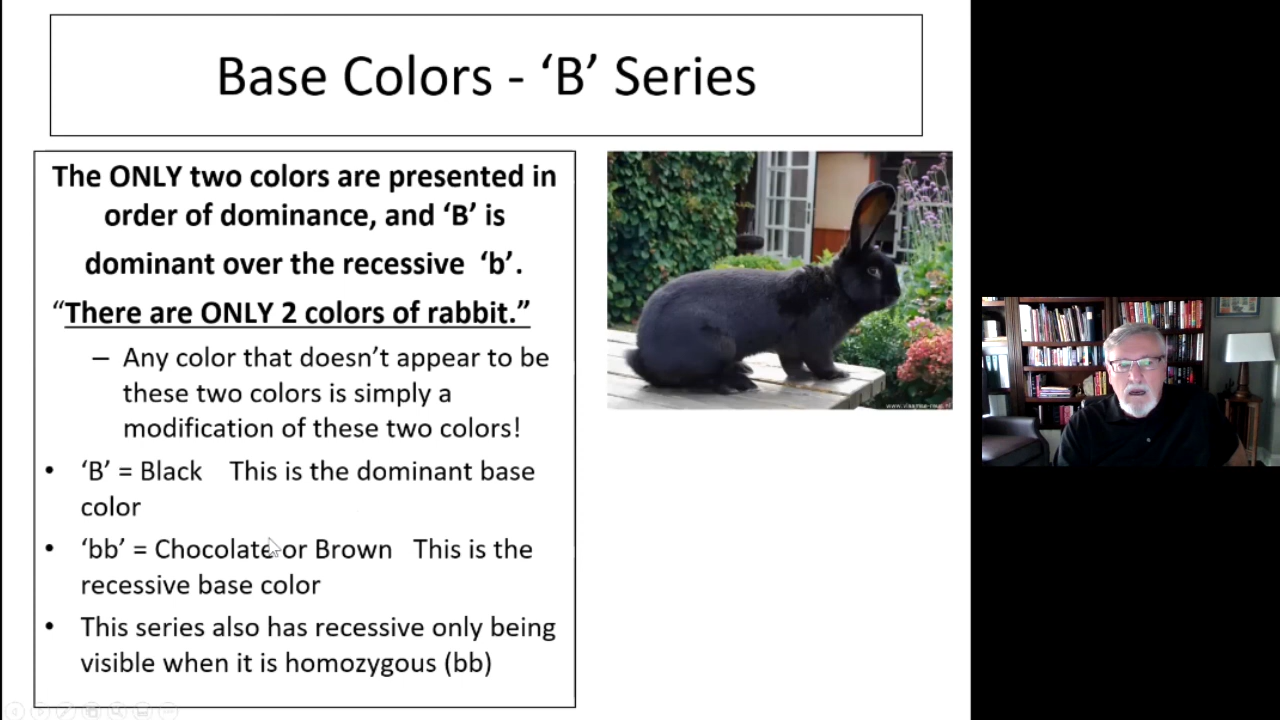 Base Colors - ‘B’ Series
The ONLY two colors are presented in
order of dominance, and ‘B’ is
dominant over the recessive ‘b’.
“There are ONLY 2 colors of rabbit.”
– Any color that doesn’t appear to be
these two colors is simply a
modification of these two colors!
• ‘B’ = Black This is the dominant base
color
• ‘bb’ = Chocolate or Brown This is the
recessive base color
• This series also has recessive only being
visible when it is homozygous (bb)